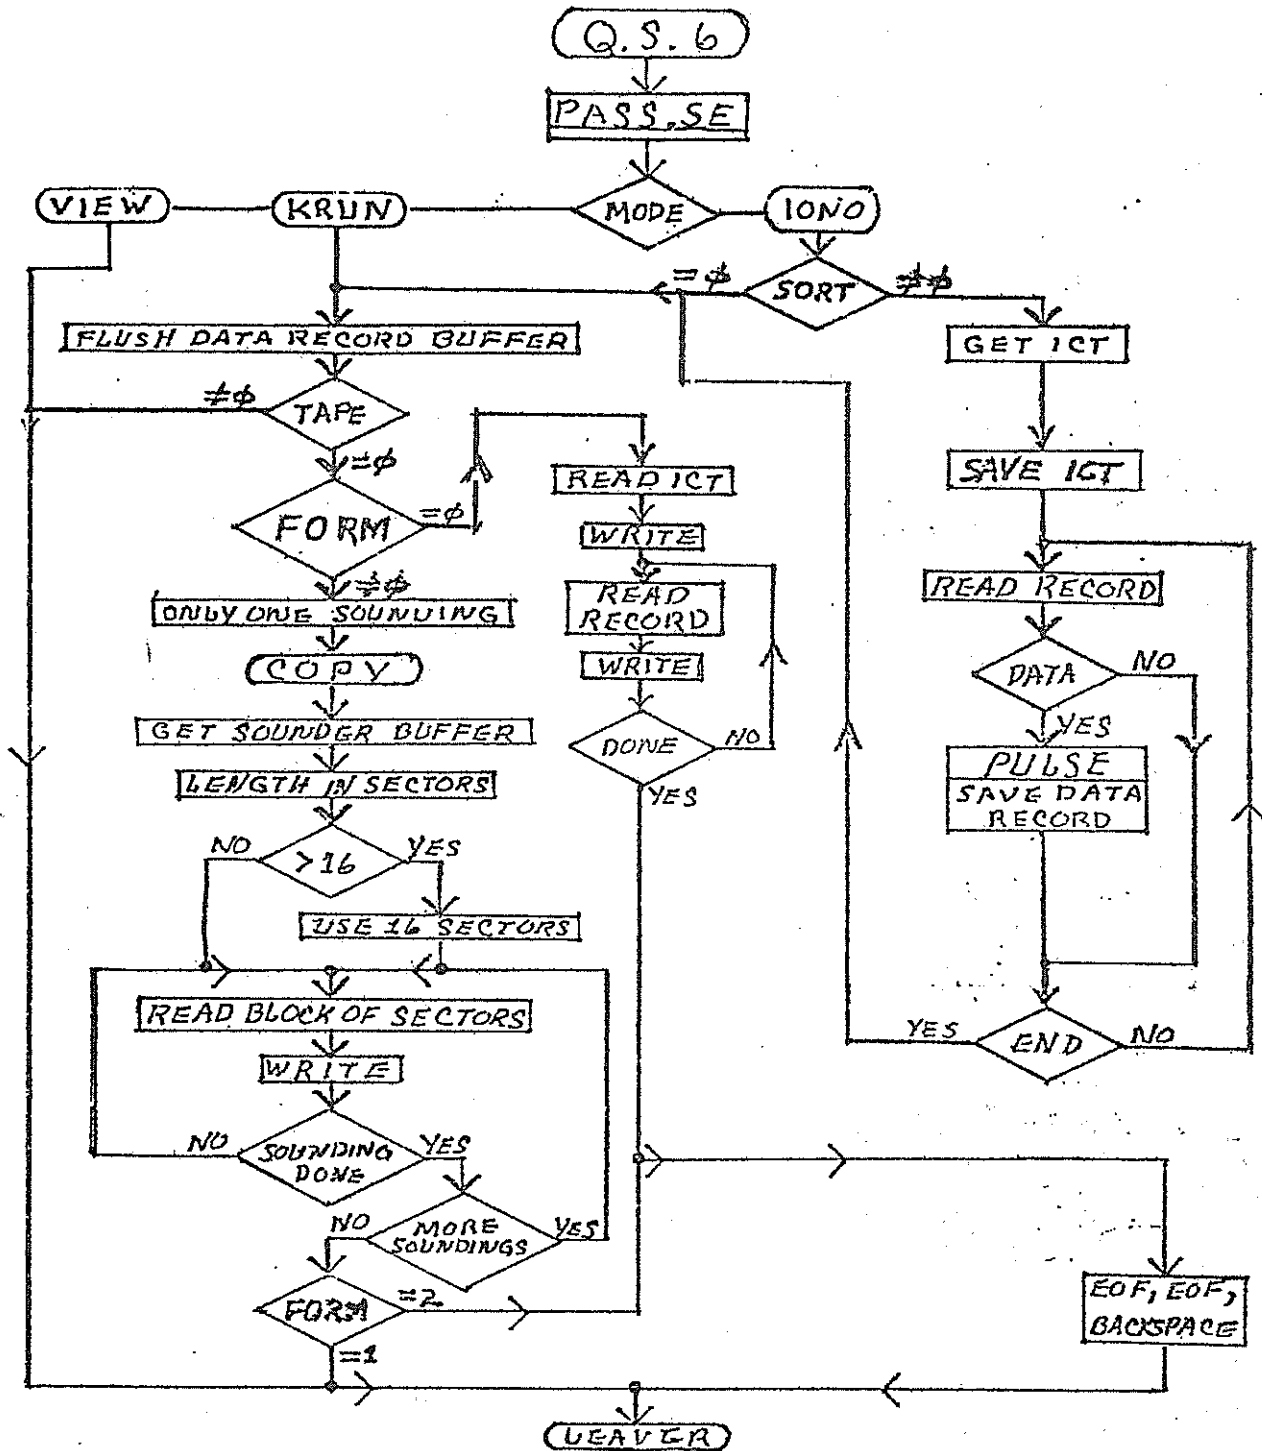 Q.S.6
PASS.SE
VIEW
KRUN
MODE
IONO
=ϕ
SORT
≠ϕ
FLUSH DATA RECORD BUFFER
GET ICT
≠ϕ
TAPE
=ϕ
READ ICT
SAVE ICT
FORM
=ϕ
WRITE
≠ϕ
ONLY ONE SOUNDING
READ
RECORD
READ RECORD
COPY
WRITE
DATA
NO
GET SOUNDER BUFFER
DONE
NO
YES
LENGTH IN SECTORS
YES
PULSE
SAVE DATA
RECORD
NO
>16
YES
USE 16 SECTORS
READ BLOCK OF SECTORS
YES
END
NO
WRITE
NO
SOUNDING
DONE
YES
NO
MORE
SOUNDINGS
YES
FORM
=2
EOF, EOF,
BACKSPACE
=1
LEAVER